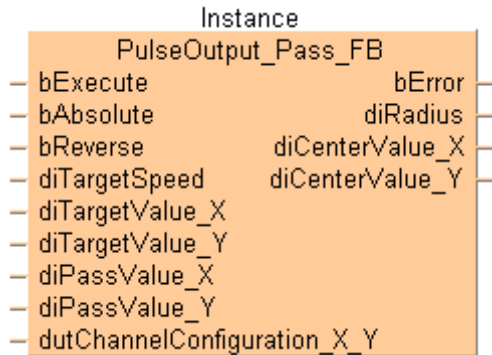 Instance
PulseOutput_Pass_FB
bExecute bError
bAbsolute diRadius
bReverse diCenterValue_X
diTargetSpeed diCenterValue_Y
diTargetValue_X
diTargetValue_Y
diPassValue_X
diPassValue_Y
dutChannelConfiguration_X_Y